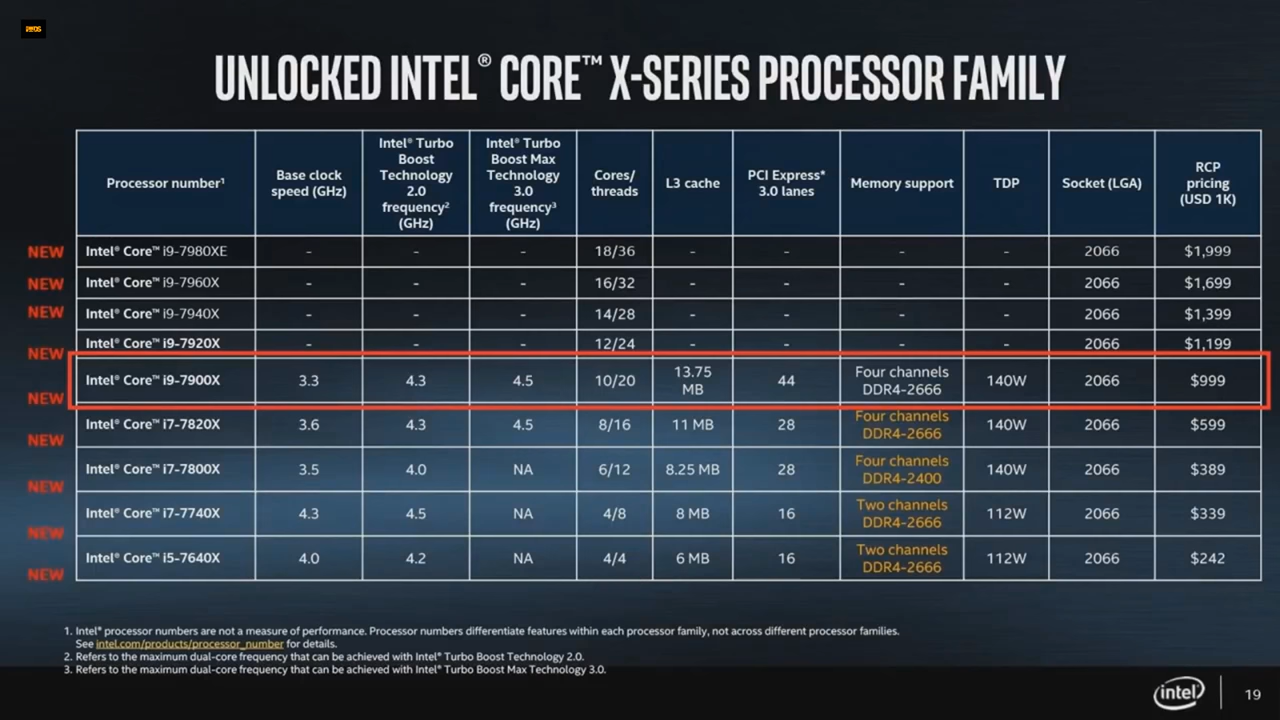 UNLOCKED INTEL® CORE™ X-SERIES PROCESSOR FAMILY
Processor number¹ Base clock speed (GHz) Intel® Turbo Boost Technology 2.0 frequency² (GHz) Intel® Turbo Boost Max Technology 3.0 frequency³ (GHz) Cores/ threads L3 cache PCI Express* 3.0 lanes Memory support TDP Socket (LGA) RCP pricing (USD 1K)
NEW Intel® Core™ i9-7980XE - - - 18/36 - - - - 2066 $1,999
NEW Intel® Core™ i9-7960X - - - 16/32 - - - - 2066 $1,699
NEW Intel® Core™ i9-7940X - - - 14/28 - - - - 2066 $1,399
NEW Intel® Core™ i9-7920X - - - 12/24 - - - - 2066 $1,199
NEW Intel® Core™ i9-7900X 3.3 4.3 4.5 10/20 13.75 MB 44 Four channels DDR4-2666 140W 2066 $999
NEW Intel® Core™ i7-7820X 3.6 4.3 4.5 8/16 11 MB 28 Four channels DDR4-2666 140W 2066 $599
NEW Intel® Core™ i7-7800X 3.5 4.0 NA 6/12 8.25 MB 28 Four channels DDR4-2400 140W 2066 $389
NEW Intel® Core™ i7-7740X 4.3 4.5 NA 4/8 8 MB 16 Two channels DDR4-2666 112W 2066 $339
NEW Intel® Core™ i5-7640X 4.0 4.2 NA 4/4 6 MB 16 Two channels DDR4-2666 112W 2066 $242
1. Intel® processor numbers are not a measure of performance. Processor numbers differentiate features within each processor family, not across different processor families.
See intel.com/products/processor_number for details.
2. Refers to the maximum dual-core frequency that can be achieved with Intel® Turbo Boost Technology 2.0.
3. Refers to the maximum dual-core frequency that can be achieved with Intel® Turbo Boost Max Technology 3.0.
intel® 19